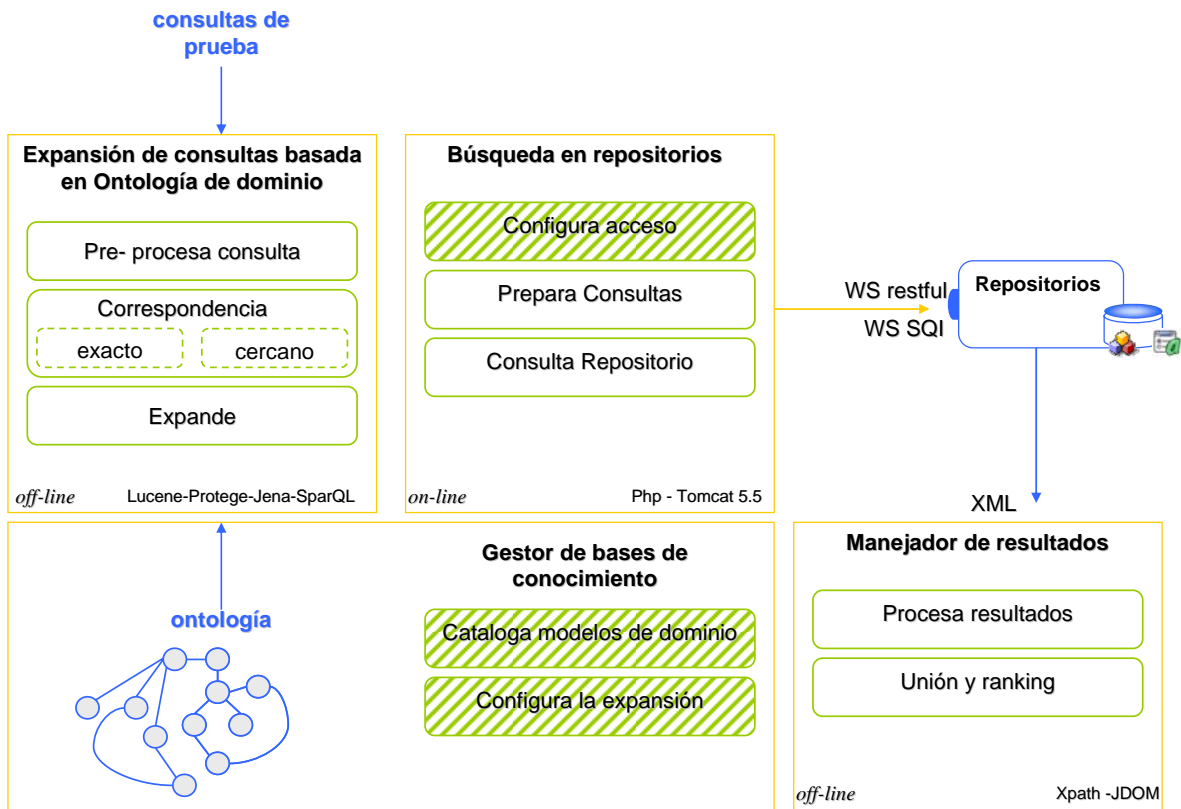 consultas de
prueba
Expansión de consultas basada
en Ontología de dominio
Pre- procesa consulta
Correspondencia
exacto
cercano
Expande
off-line
Lucene-Protege-Jena-SparQL
Búsqueda en repositorios
Configura acceso
Prepara Consultas
Consulta Repositorio
on-line
Php - Tomcat 5.5
WS restful
WS SQI
Repositorios
XML
ontología
Gestor de bases de
conocimiento
Cataloga modelos de dominio
Configura la expansión
Manejador de resultados
Procesa resultados
Unión y ranking
off-line
Xpath -JDOM